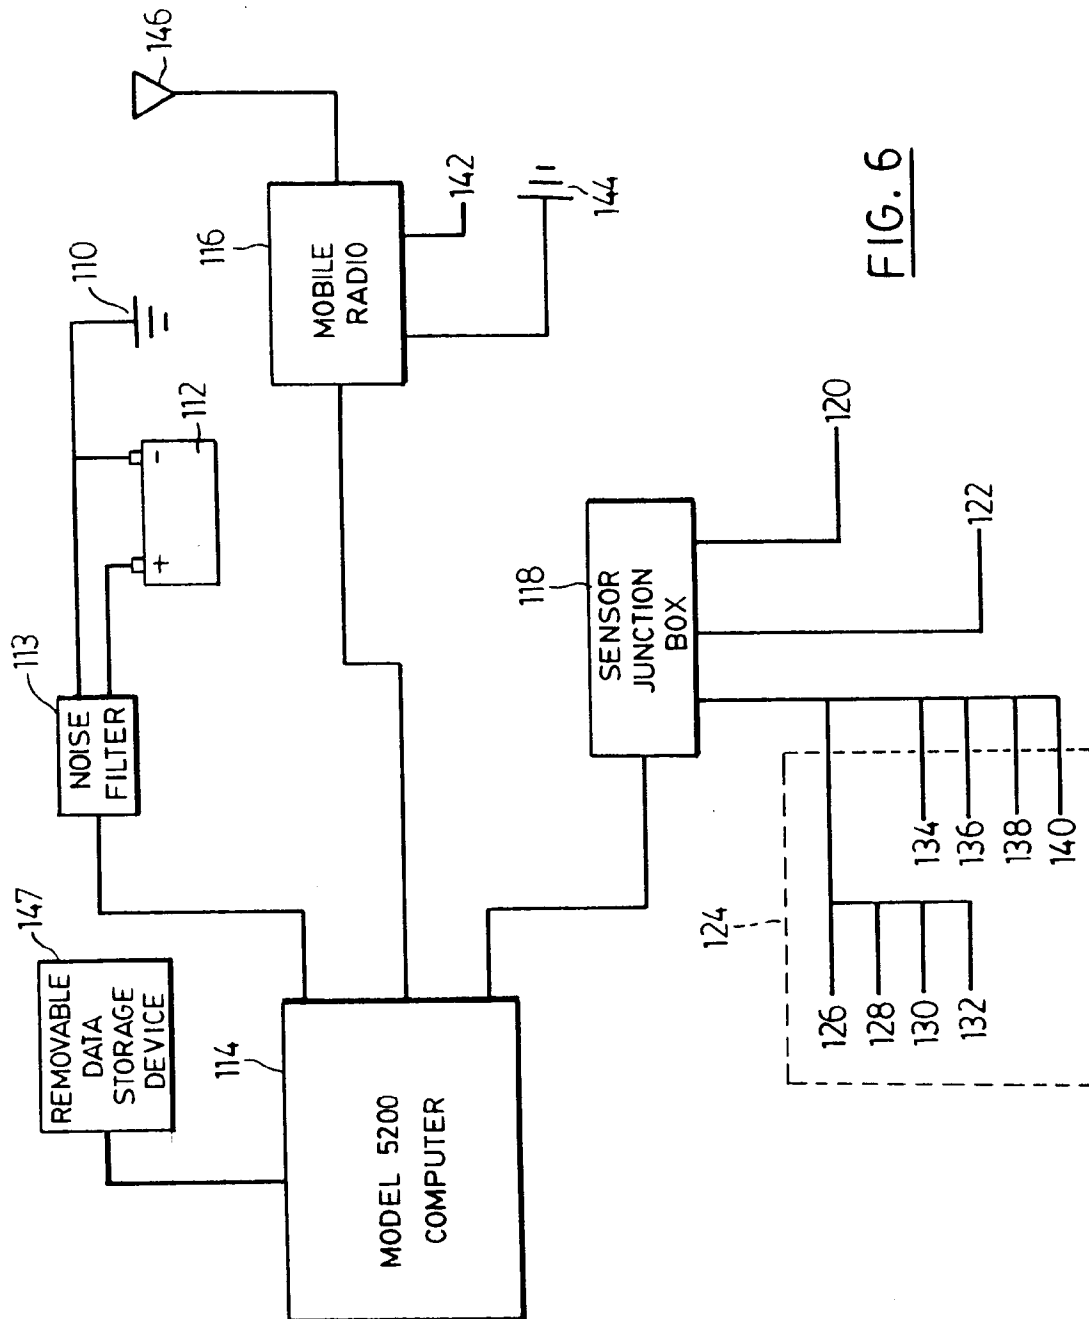 147
REMOVABLE
DATA
STORAGE
DEVICE
113
NOISE
FILTER
110
+
-
112
146
114
MODEL 5200
COMPUTER
116
MOBILE
RADIO
142
144
118
SENSOR
JUNCTION
BOX
120
122
124
126
128
130
132
134
136
138
140
FIG. 6